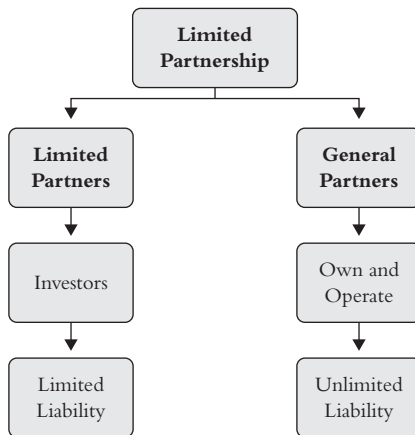 Limited
Partnership
Limited
Partners
General
Partners
Investors
Own and
Operate
Limited
Liability
Unlimited
Liability